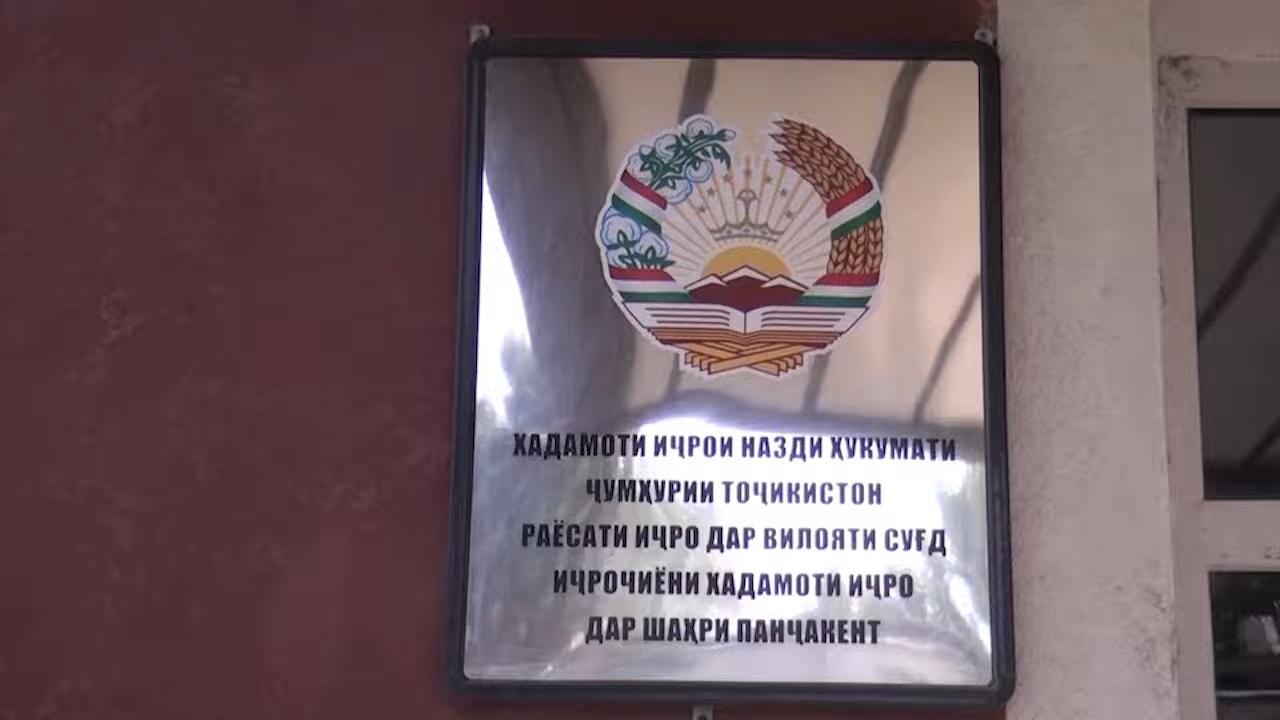 ХАДАМОТИ ИҶРОИ НАЗДИ ҲУКУМАТИ
ҶУМҲУРИИ ТОҶИКИСТОН
РАЁСАТИ ИҶРО ДАР ВИЛОЯТИ СУҒД
ИҶРОЧИЁНИ ХАДАМОТИ ИҶРО
ДАР ШАҲРИ ПАНҶАКЕНТ